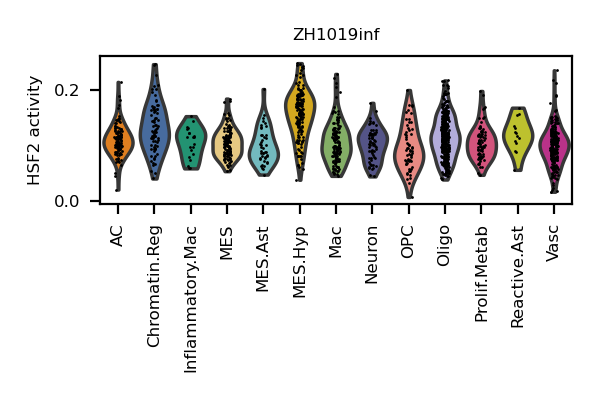 ZH1019inf
HSF2 activity
0.2
0.0
AC
Chromatin.Reg
Inflammatory.Mac
MES
MES.Ast
MES.Hyp
Mac
Neuron
OPC
Oligo
Prolif.Metab
Reactive.Ast
Vasc